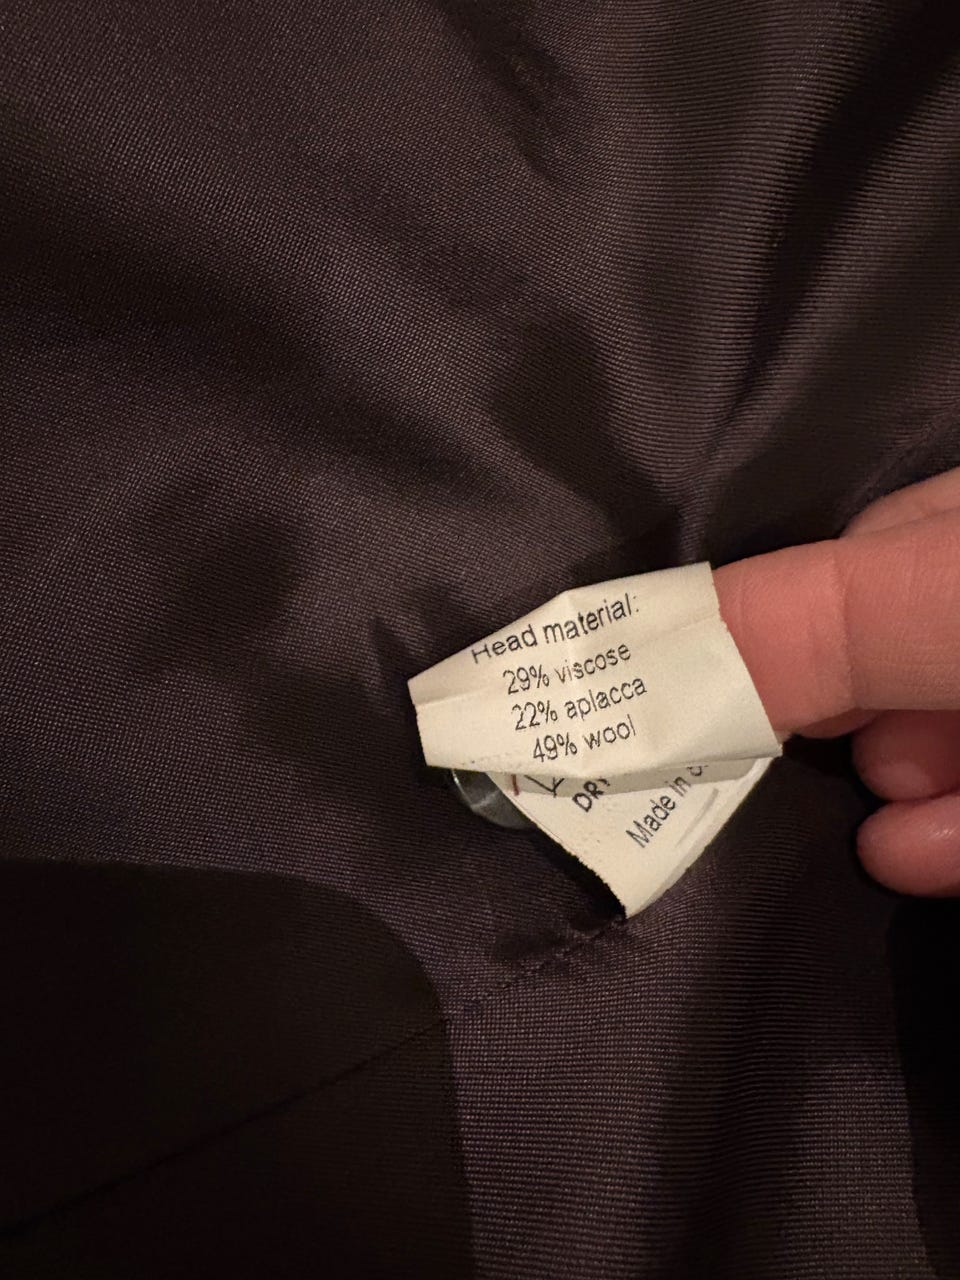 Head material:
29% viscose
22% aplacca
49% wool
DRY
Made in